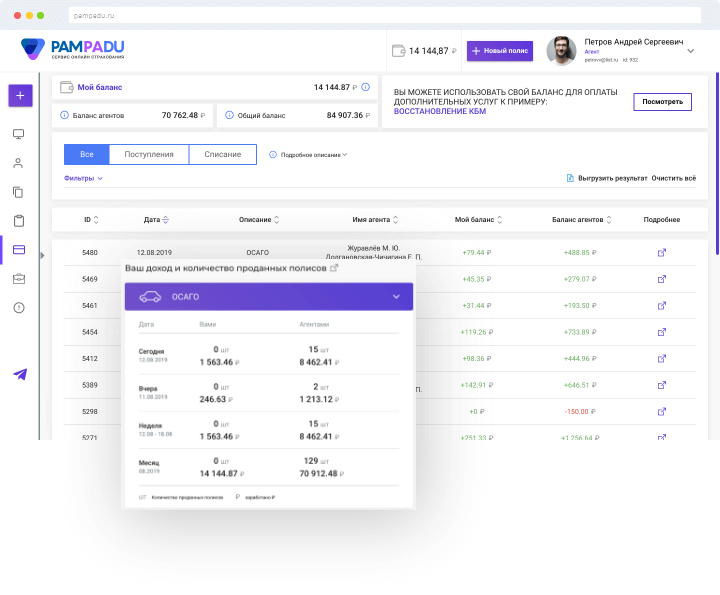 pampadu.ru
PAMPADU
СЕРВИС ОНЛАЙН СТРАХОВАНИЯ
14 144,87 ₽
+ Новый полис
Петров Андрей Сергеевич
Агент
petrovv@list.ru id: 932
Мой баланс
14 144.87 ₽
Баланс агентов 70 762.48 ₽
Общий баланс 84 907.36 ₽
ВЫ МОЖЕТЕ ИСПОЛЬЗОВАТЬ СВОЙ БАЛАНС ДЛЯ ОПЛАТЫ
ДОПОЛНИТЕЛЬНЫХ УСЛУГ К ПРИМЕРУ:
ВОССТАНОВЛЕНИЕ КБМ
Посмотреть
Все Поступления Списание Подробное описание
Фильтры
Выгрузить результат Очистить всё
ID Дата Описание Имя агента Мой баланс Баланс агентов Подробнее
5480 12.08.2019 ОСАГО Журавлёв М. Ю. +79.44 ₽ +488.85 ₽
Долгановская-Чичигина Е. П.
5469 +45,35 ₽ +279,07 ₽
5461 +31.44 ₽ +193.50 ₽
5454 +119.26 ₽ +733.89 ₽
5412 +98.36 ₽ +444.96 ₽
5389 П. +142.91 ₽ +646,51 ₽
5298 +0 ₽ -150.00 ₽
5271 +251.33 ₽ +1 256,64 ₽
Ваш доход и количество проданных полисов
ОСАГО
Дата Вами Агентами
Сегодня 0 шт 15 шт
12.08.2019 1 563.46 ₽ 8 462.41 ₽
Вчера 0 шт 2 шт
11.08.2019 246.63 ₽ 1 213.12 ₽
Неделя 0 шт 15 шт
12.08 - 18.08 1 563.46 ₽ 8 462.41 ₽
Месяц 0 шт 129 шт
08.2019 14 144.87 ₽ 70 912.48 ₽
ШТ Количество проданных полисов ₽ заработано ₽